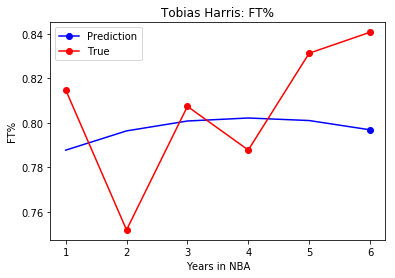 Tobias Harris: FT%
Prediction
True
FT%
0.84
0.82
0.80
0.78
0.76
1 2 3 4 5 6
Years in NBA